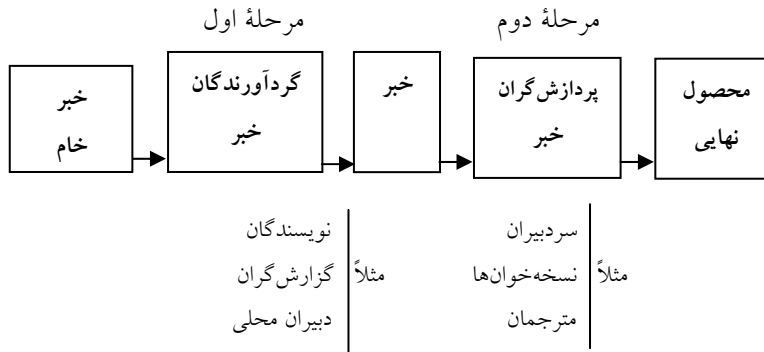 مرحلهٔ اول
مرحلهٔ دوم
خبر
خام
گردآورندگان
خبر
خبر
پردازش‌گران
خبر
محصول
نهایی
مثلاً
نویسندگان
گزارش‌گران
دبیران محلی
مثلاً
سردبیران
نسخه‌خوان‌ها
مترجمان